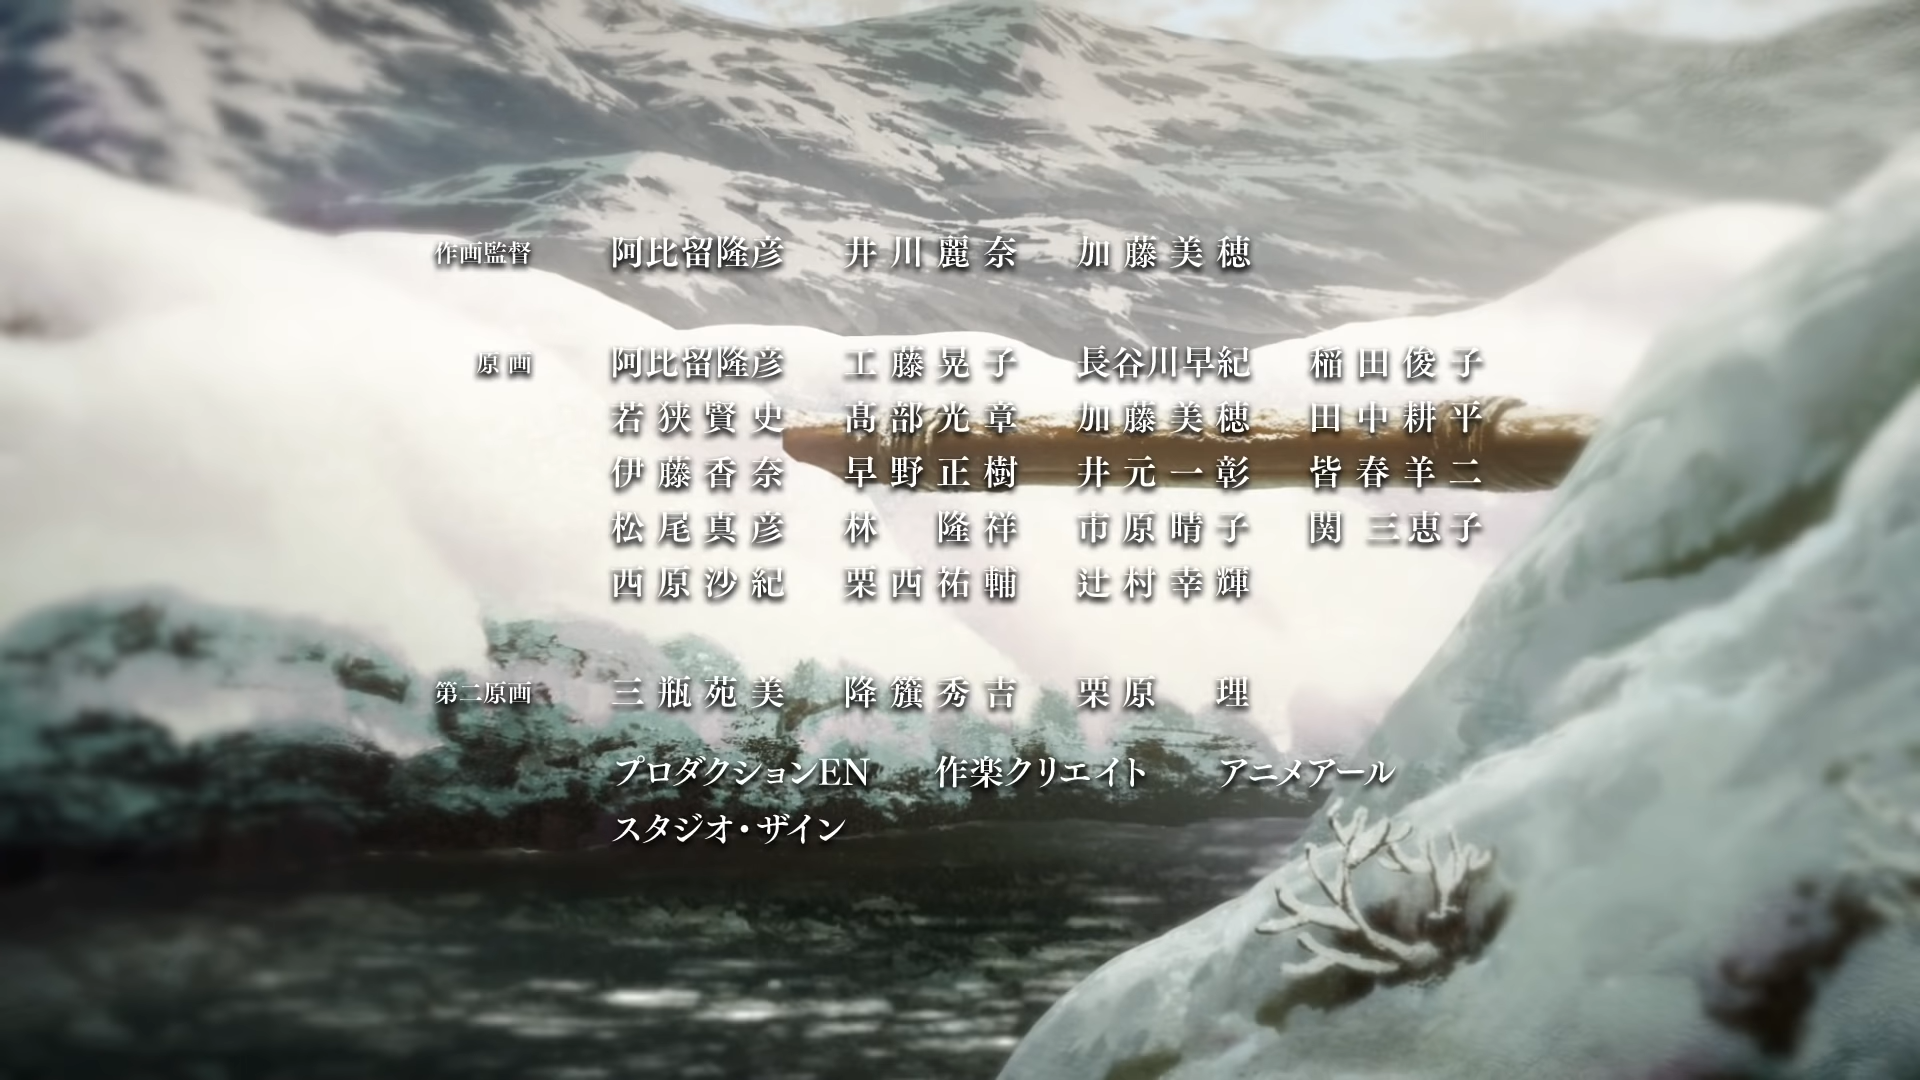 作画監督 阿比留隆彦 井川麗奈 加藤美穂
原画 阿比留隆彦 工藤晃子 長谷川早紀 稲田俊子
若狭賢史 髙部光章 加藤美穂 田中耕平
伊藤香奈 早野正樹 井元一彰 皆春羊二
松尾真彦 林 隆祥 市原晴子 関 三恵子
西原沙紀 栗西祐輔 辻村幸輝
第二原画 三瓶苑美 降籏秀吉 栗原 理
プロダクションEN 作楽クリエイト アニメアール
スタジオ・ザイン